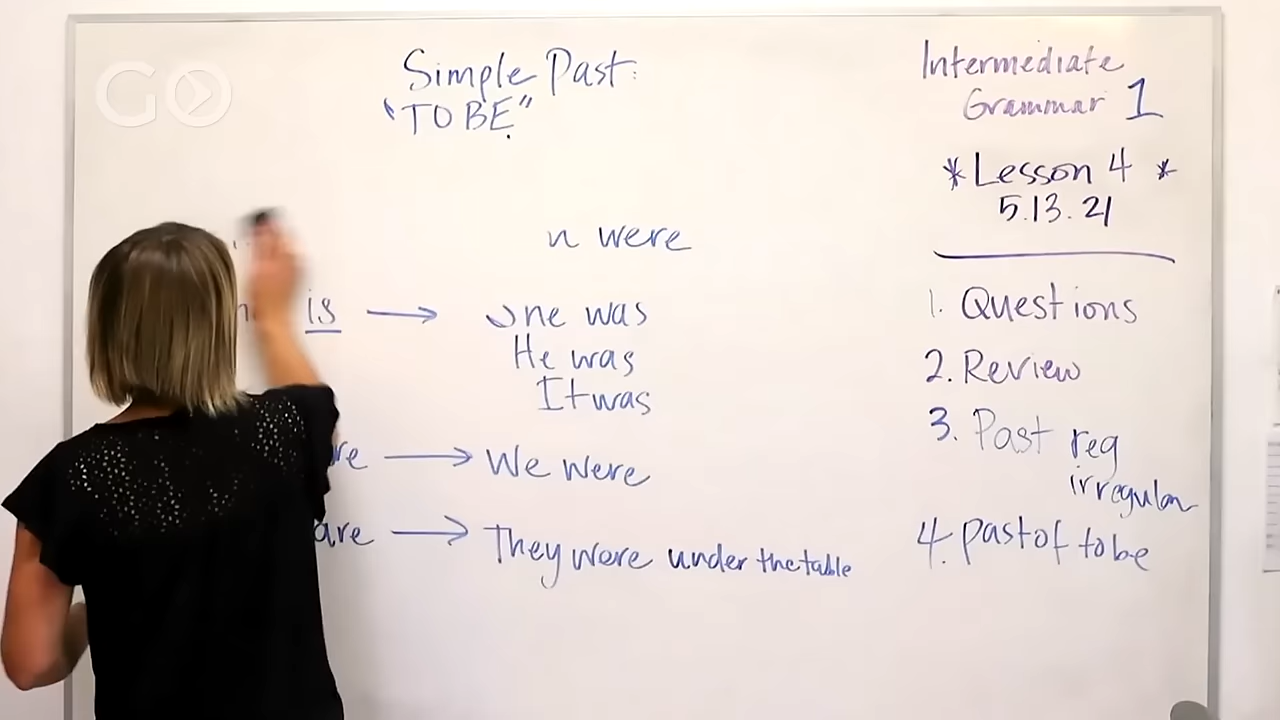 GO
Simple Past:
"TO BE"
were
is → was
He was
It was
→ We were
are → They were under the table
Intermediate
Grammar 1
*Lesson 4 *
5.13.21
1. Questions
2. Review
3. Past reg
irregular
4. past of to be